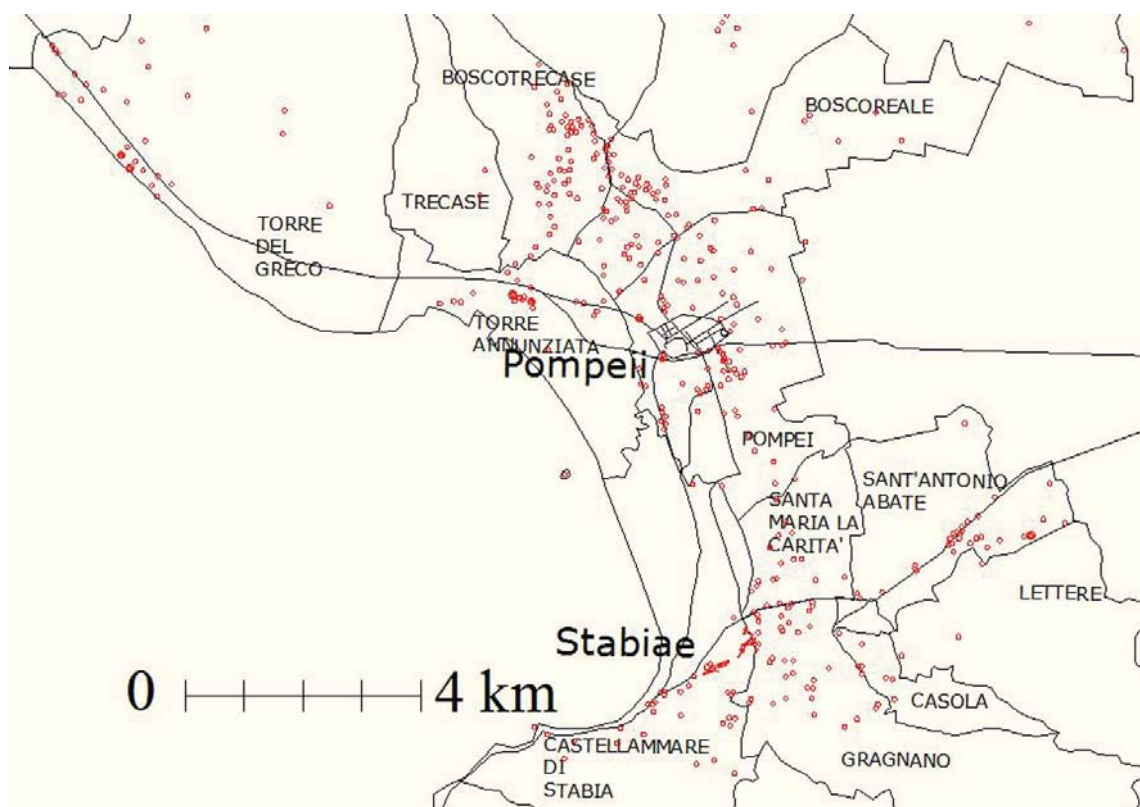 BOSCOTRECASE
BOSCOREALE
TRECASE
TORRE
DEL
GRECO
TORRE
ANNUNZIATA
Pompeii
POMPEI
SANT'ANTONIO
ABATE
SANTA
MARIA LA
CARITA'
LETTERE
Stabiae
0
4 km
CASOLA
CASTELLAMMARE
DI
STABIA
GRAGNANO